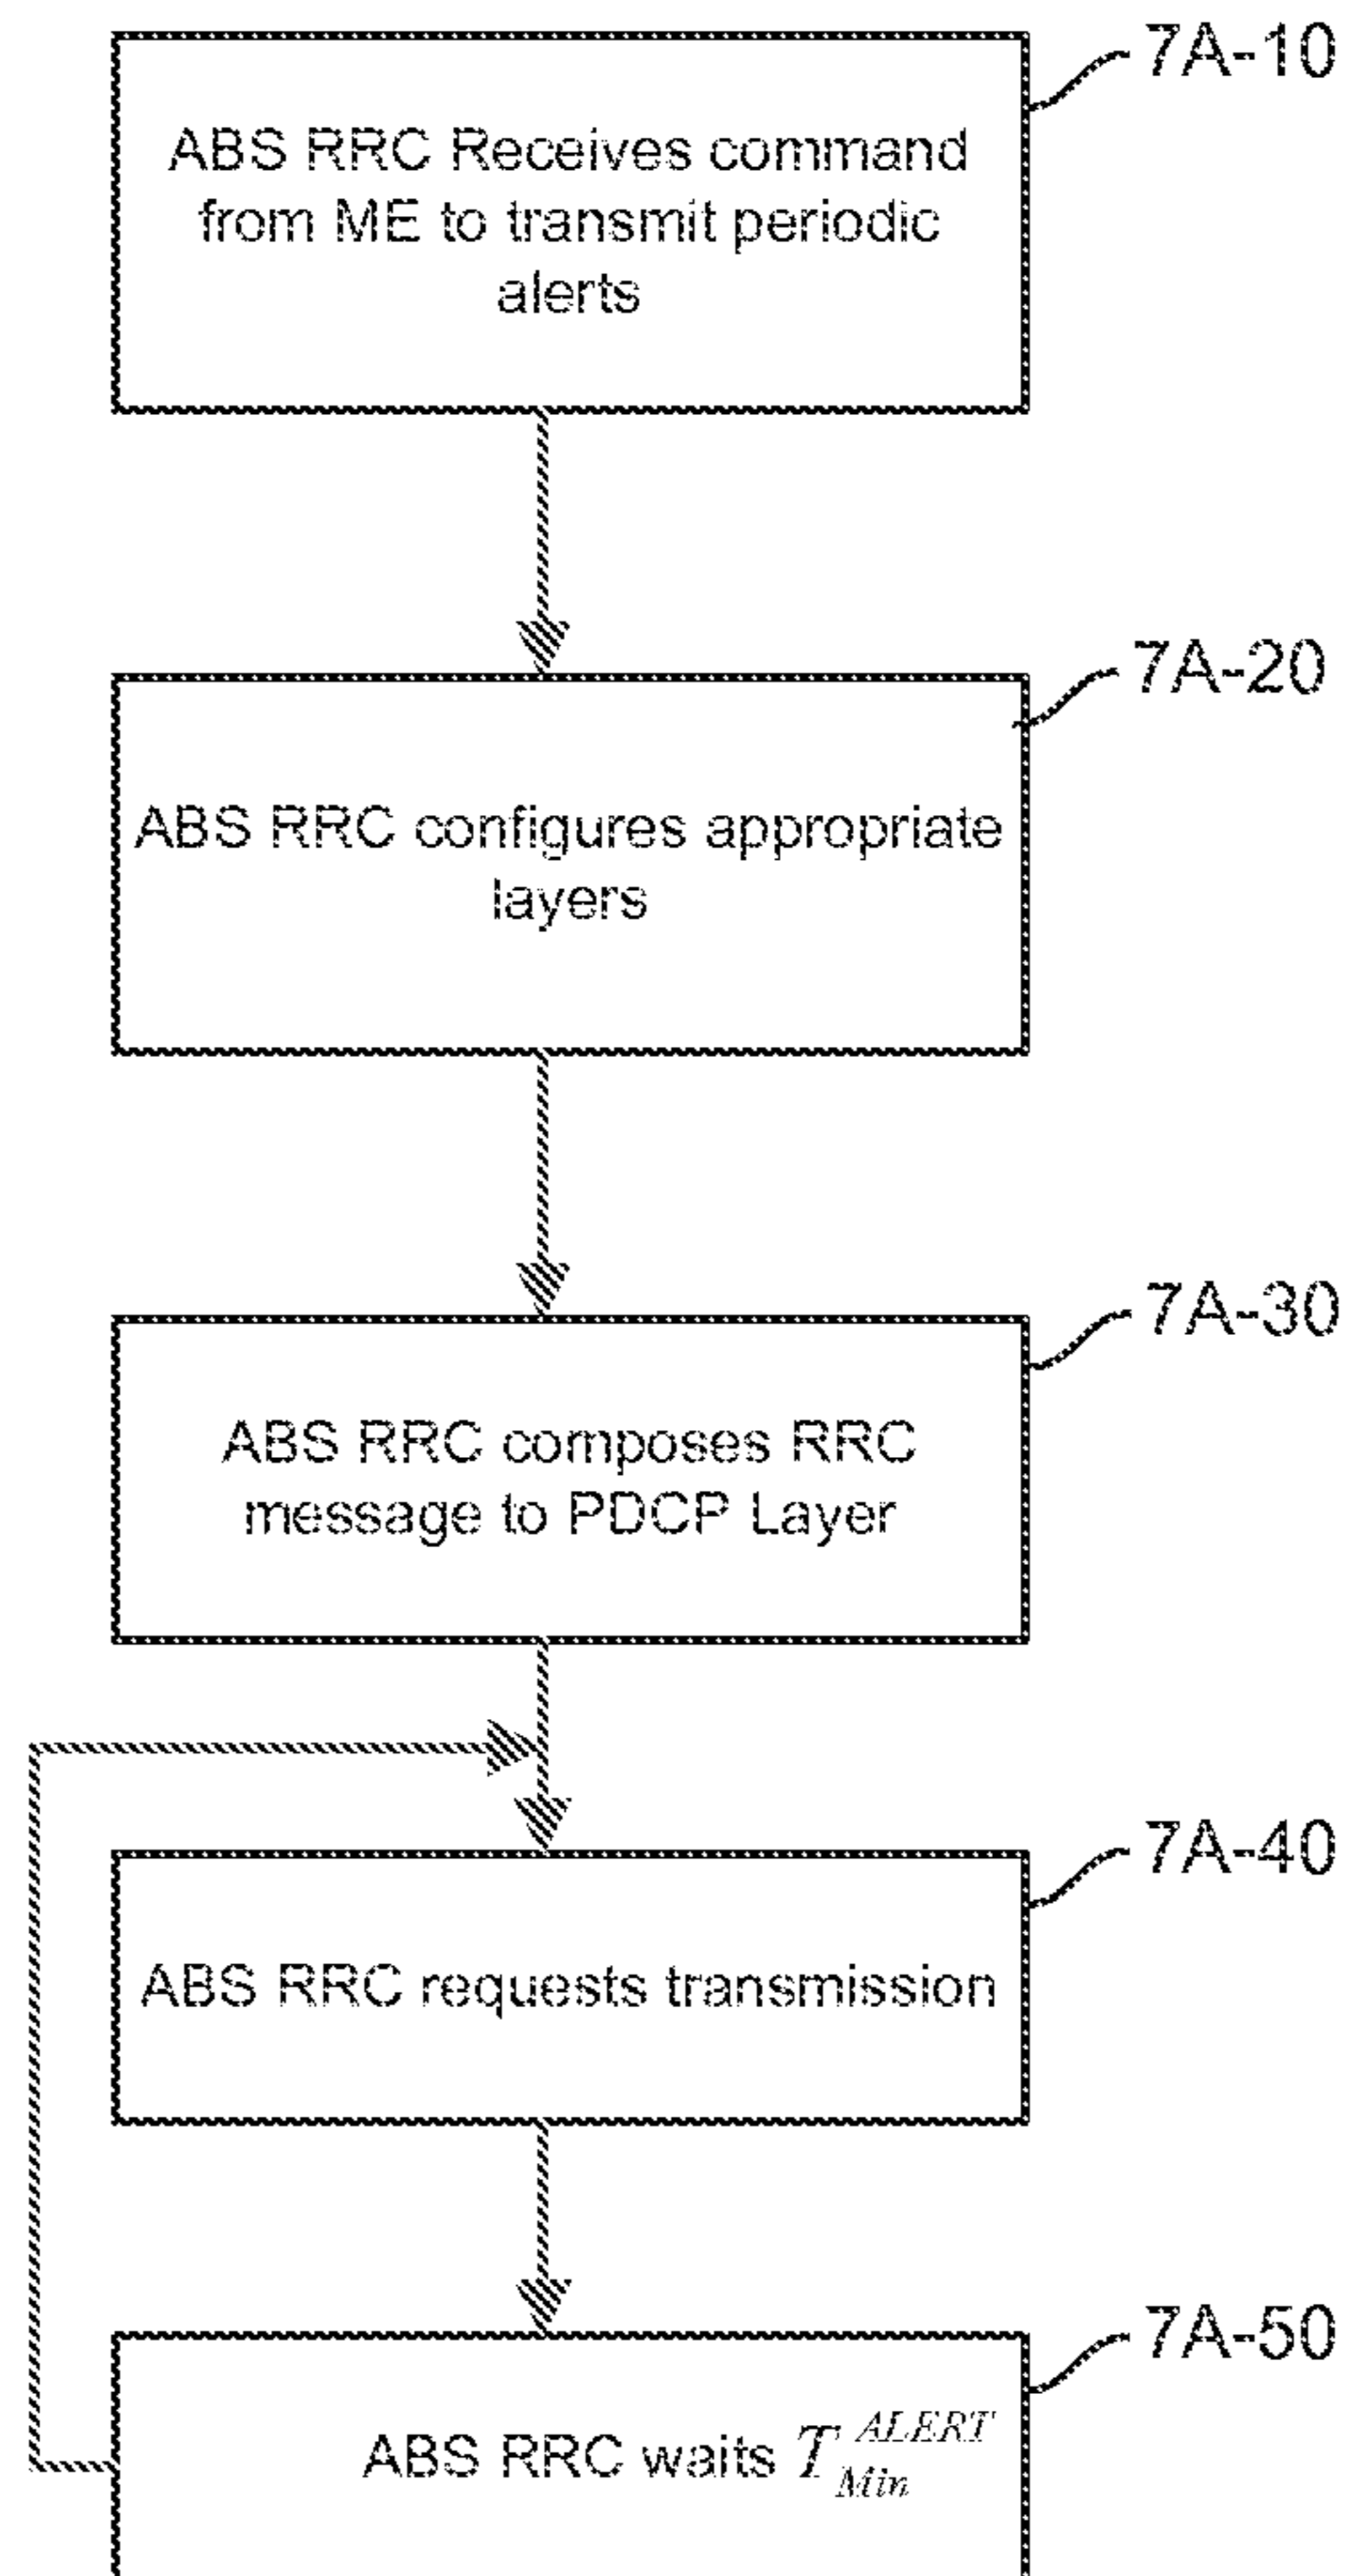 7A-10
ABS RRC Receives command
from ME to transmit periodic
alerts
7A-20
ABS RRC configures appropriate
layers
7A-30
ABS RRC composes RRC
message to PDCP Layer
7A-40
ABS RRC requests transmission
7A-50
ABS RRC waits T_{Min}^{ALERT}